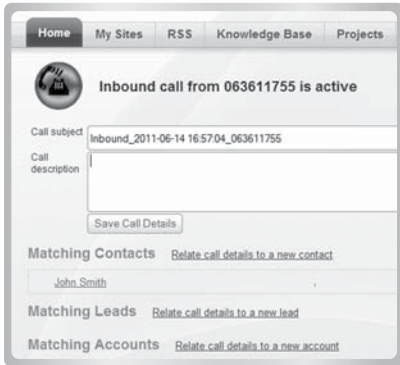 Home My Sites RSS Knowledge Base Projects
Inbound call from 063611755 is active
Call subject Inbound_2011-06-14 16:57:04_063611755
Call
description
Save Call Details
Matching Contacts Relate call details to a new contact
John Smith
Matching Leads Relate call details to a new lead
Matching Accounts Relate call details to a new account